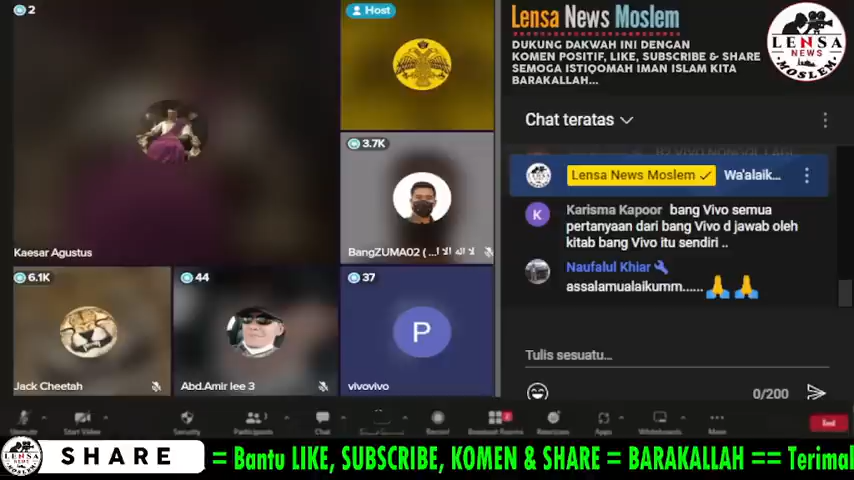 2
Host
Kaesar Agustus
3.7K
BangZUMA02 (
6.1K
Jack Cheetah
44
Abd.Amir lee 3
37
P
vivovivo
Lensa News Moslem
DUKUNG DAKWAH INI DENGAN
KOMEN POSITIF, LIKE, SUBSCRIBE & SHARE
SEMOGA ISTIQOMAH IMAN ISLAM KITA
BARAKALLAH...
LENSA
NEWS
MOSLEM
Chat teratas
Lensa News Moslem Wa'alaik...
K
Karisma Kapoor bang Vivo semua
pertanyaan dari bang Vivo d jawab oleh
kitab bang Vivo itu sendiri ..
Naufalul Khiar
assalamualaikumm......
Tulis sesuatu...
0/200
Start Video
Security
Participants
Chat
Record
Breakout Rooms
Reactions
Apps
Whiteboards
More
End
LENSA
NEWS
MOSLEM
SHARE
= Bantu LIKE, SUBSCRIBE, KOMEN & SHARE = BARAKALLAH == Terimal